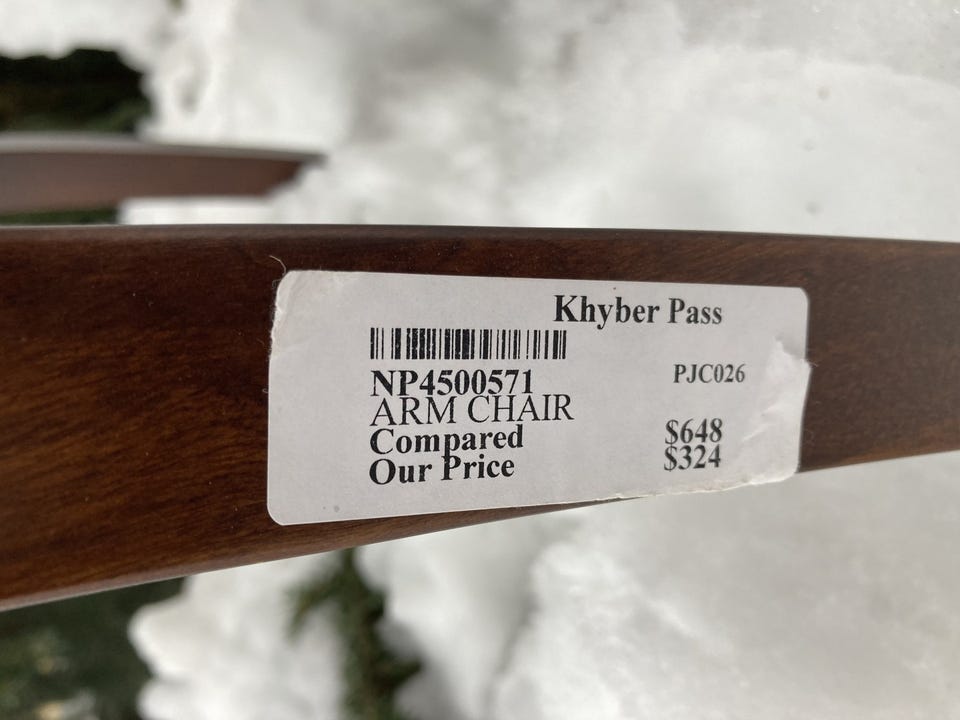 Khyber Pass
NP4500571 PJC026
ARM CHAIR
Compared $648
Our Price $324